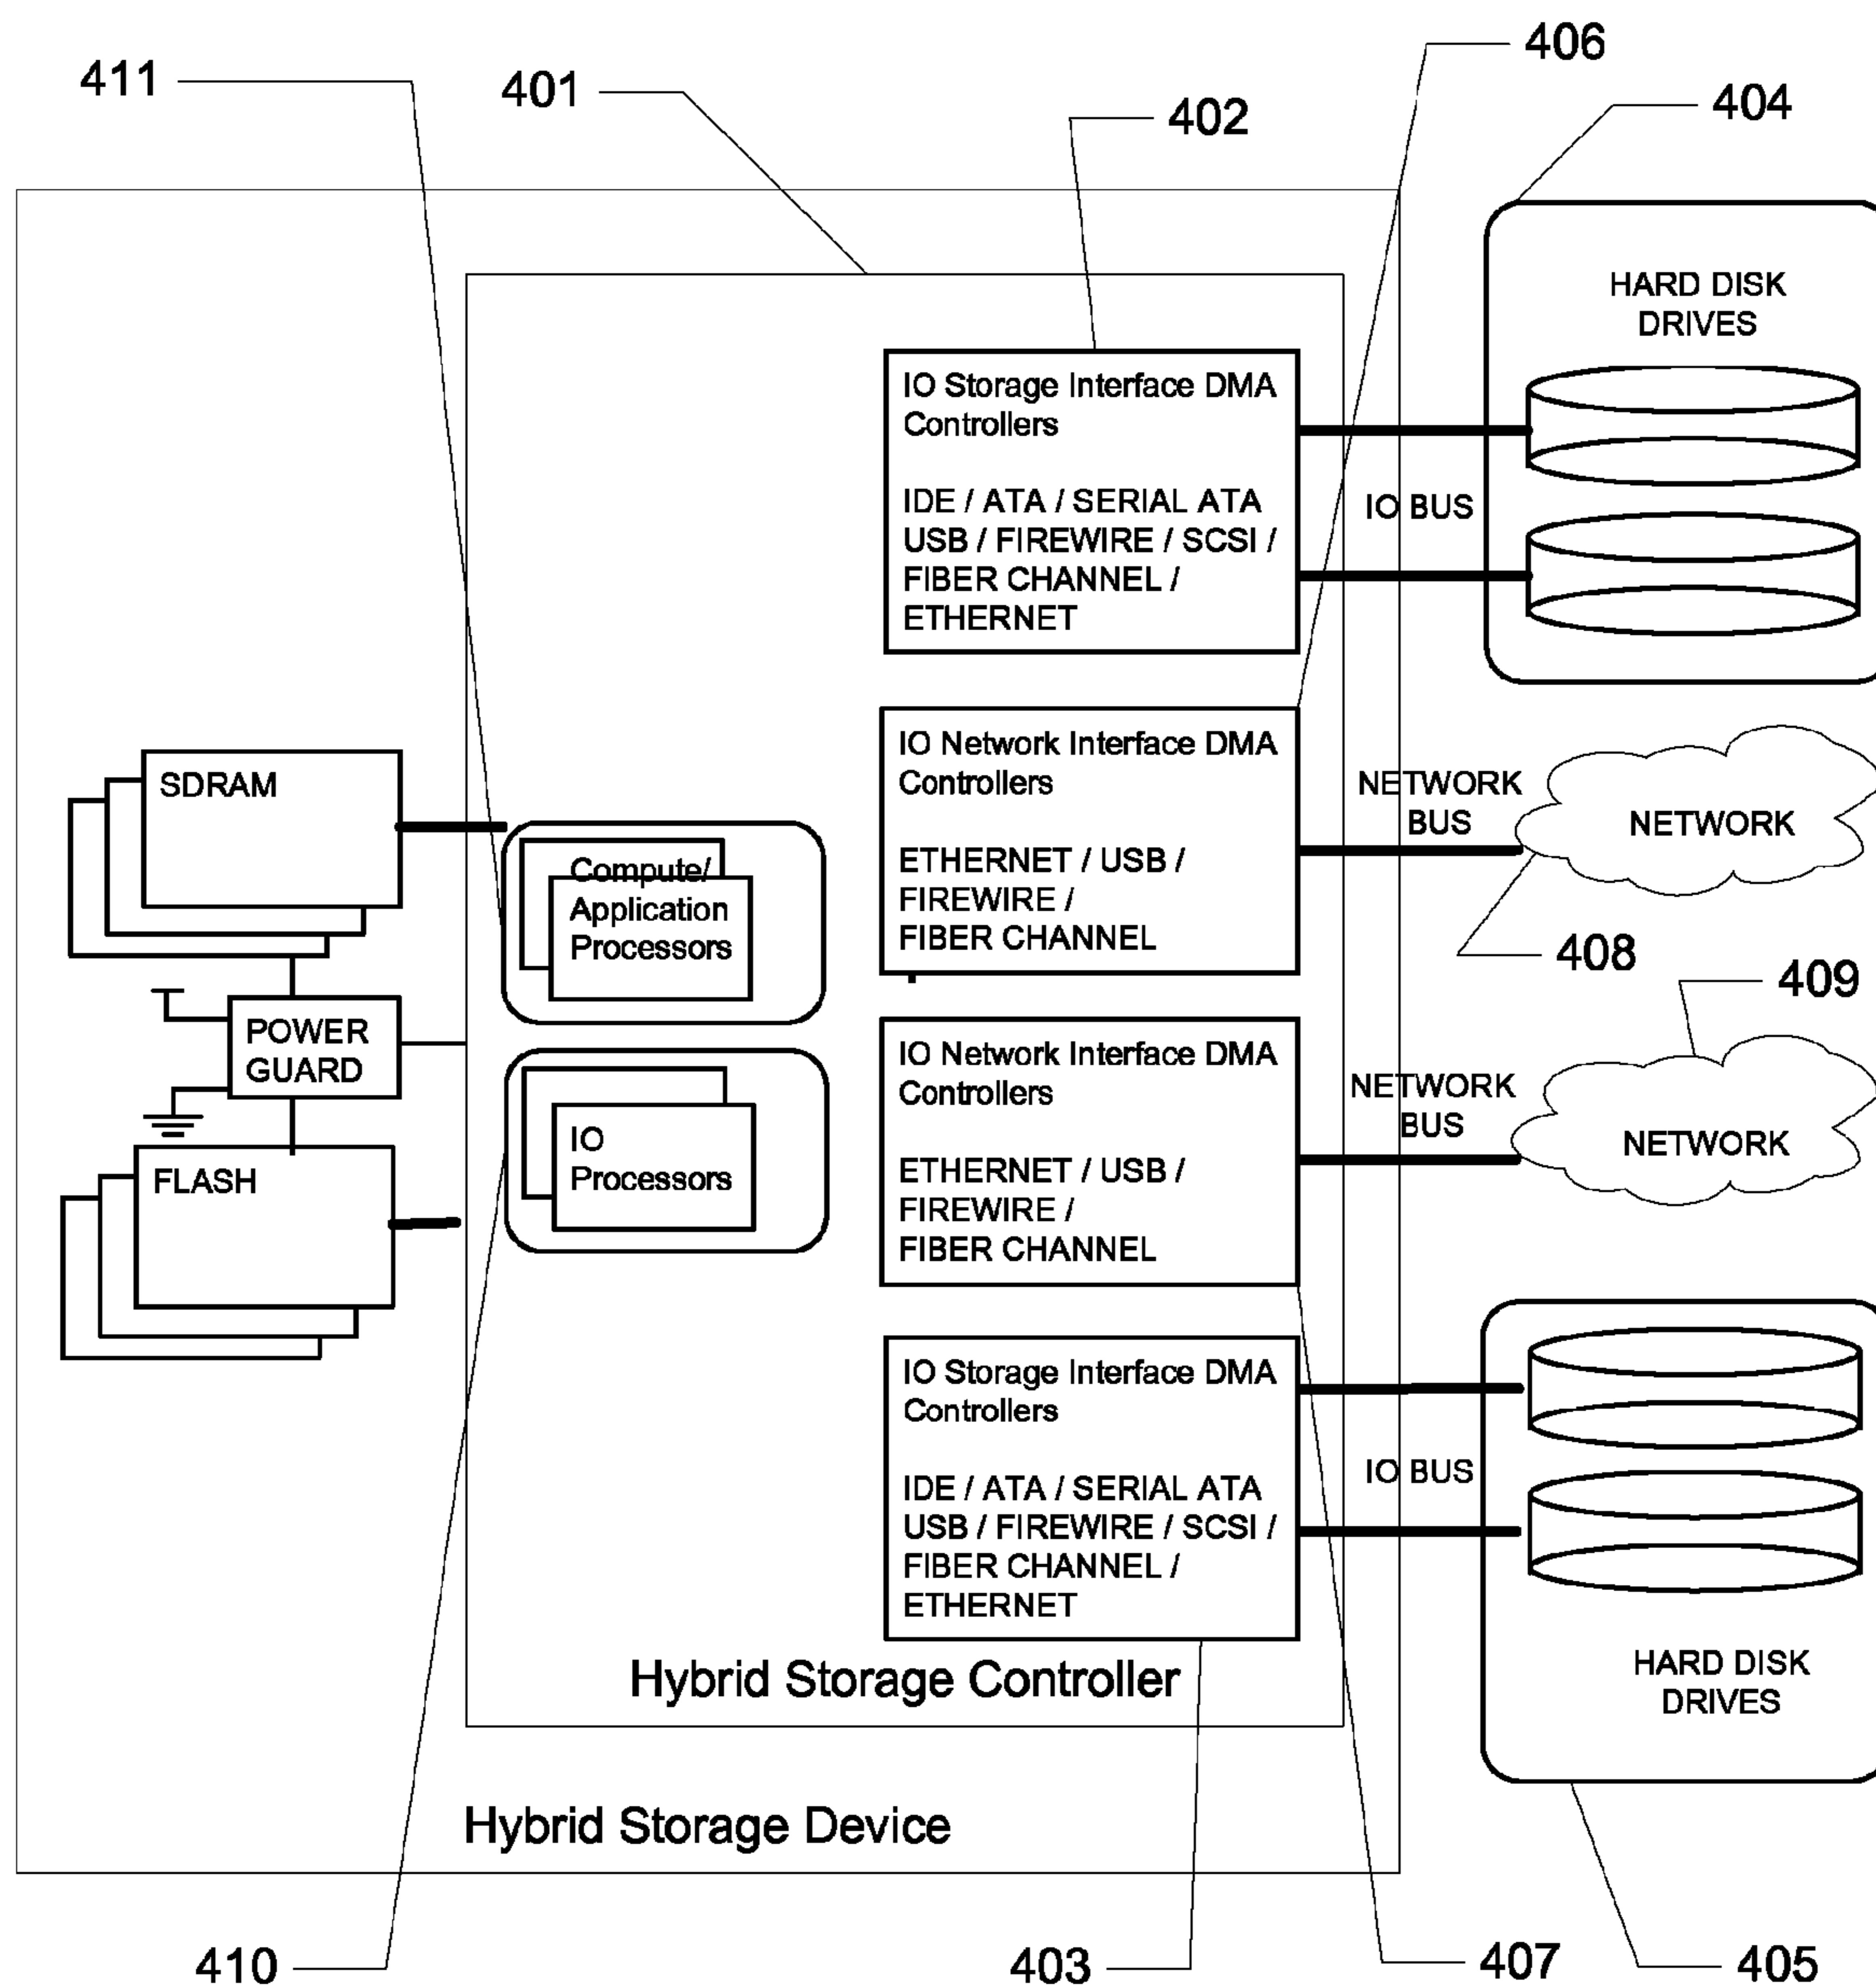 406
411
401
404
402
HARD DISK
DRIVES
IO Storage Interface DMA
Controllers
IDE / ATA / SERIAL ATA
USB / FIREWIRE / SCSI /
FIBER CHANNEL /
ETHERNET
IO BUS
IO Network Interface DMA
Controllers
ETHERNET / USB /
FIREWIRE /
FIBER CHANNEL
NETWORK
BUS
NETWORK
SDRAM
Compute/
Application
Processors
408
409
POWER
GUARD
IO Network Interface DMA
Controllers
ETHERNET / USB /
FIREWIRE /
FIBER CHANNEL
NETWORK
BUS
NETWORK
IO
Processors
FLASH
IO Storage Interface DMA
Controllers
IDE / ATA / SERIAL ATA
USB / FIREWIRE / SCSI /
FIBER CHANNEL /
ETHERNET
IO BUS
HARD DISK
DRIVES
Hybrid Storage Controller
Hybrid Storage Device
410
403
407
405